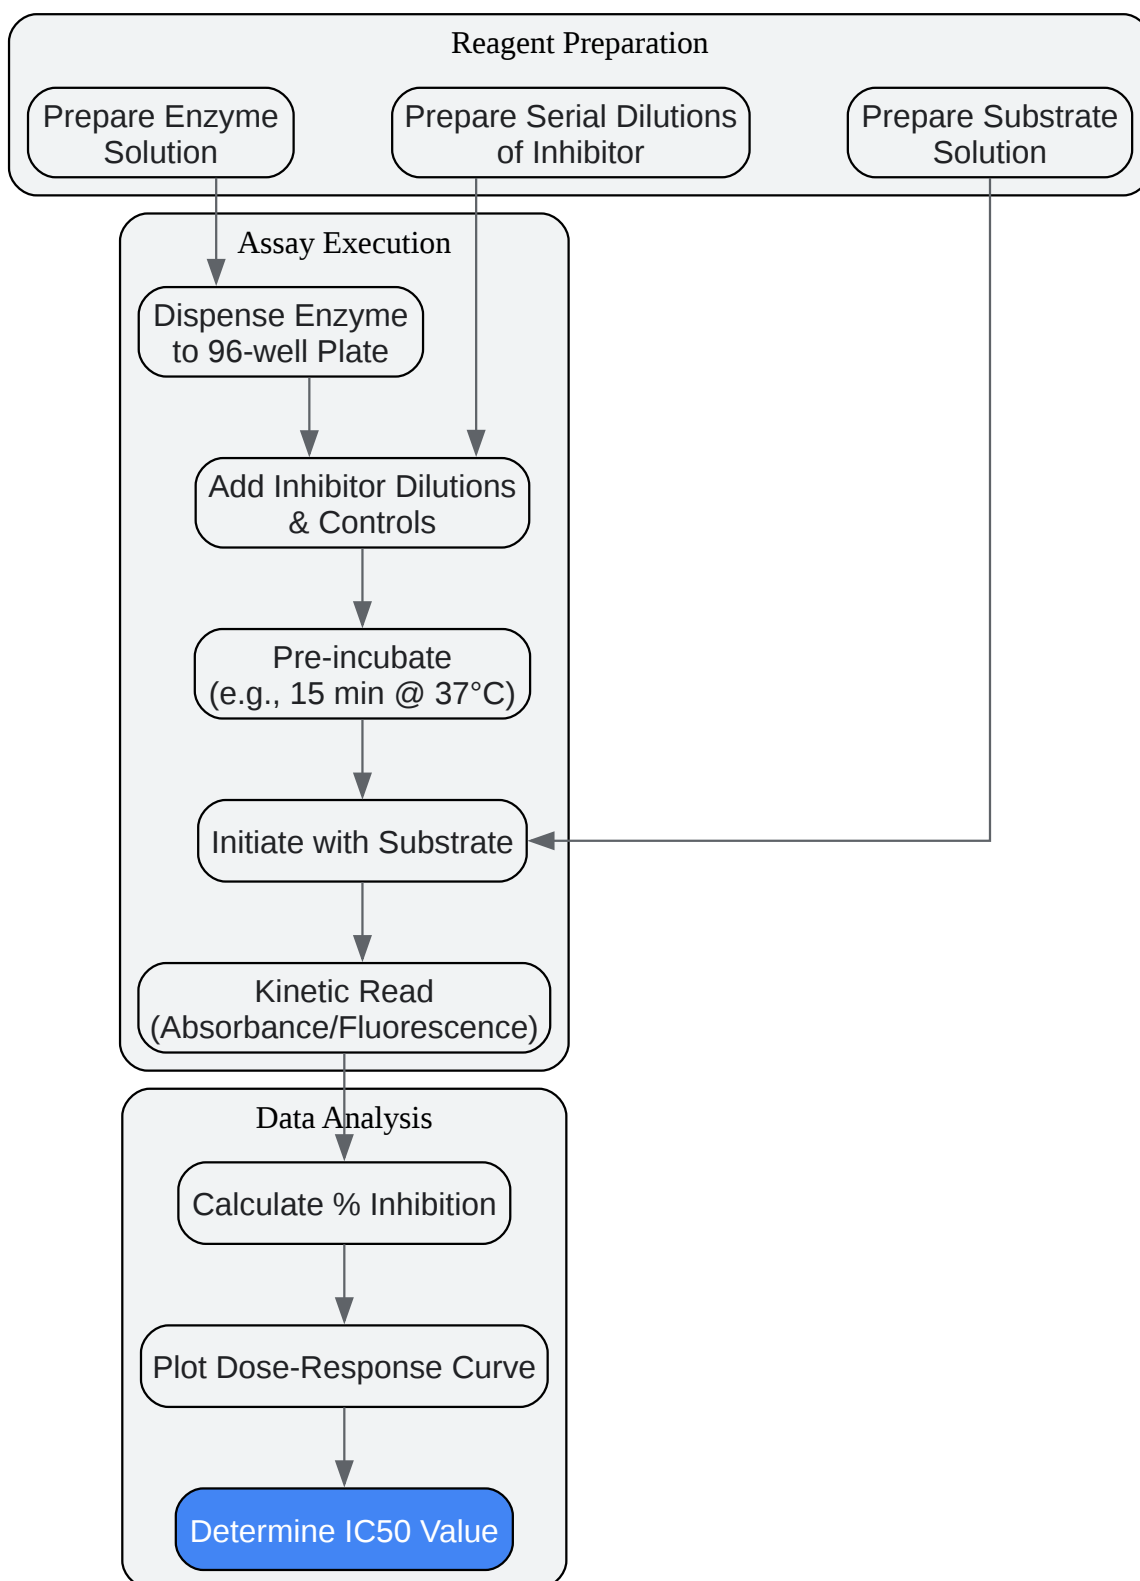 Reagent Preparation
Prepare Enzyme
Solution
Prepare Serial Dilutions
of Inhibitor
Prepare Substrate
Solution
Assay Execution
Dispense Enzyme
to 96-well Plate
Add Inhibitor Dilutions
& Controls
Pre-incubate
(e.g., 15 min @ 37°C)
Initiate with Substrate
Kinetic Read
(Absorbance/Fluorescence)
Data Analysis
Calculate % Inhibition
Plot Dose-Response Curve
Determine IC50 Value